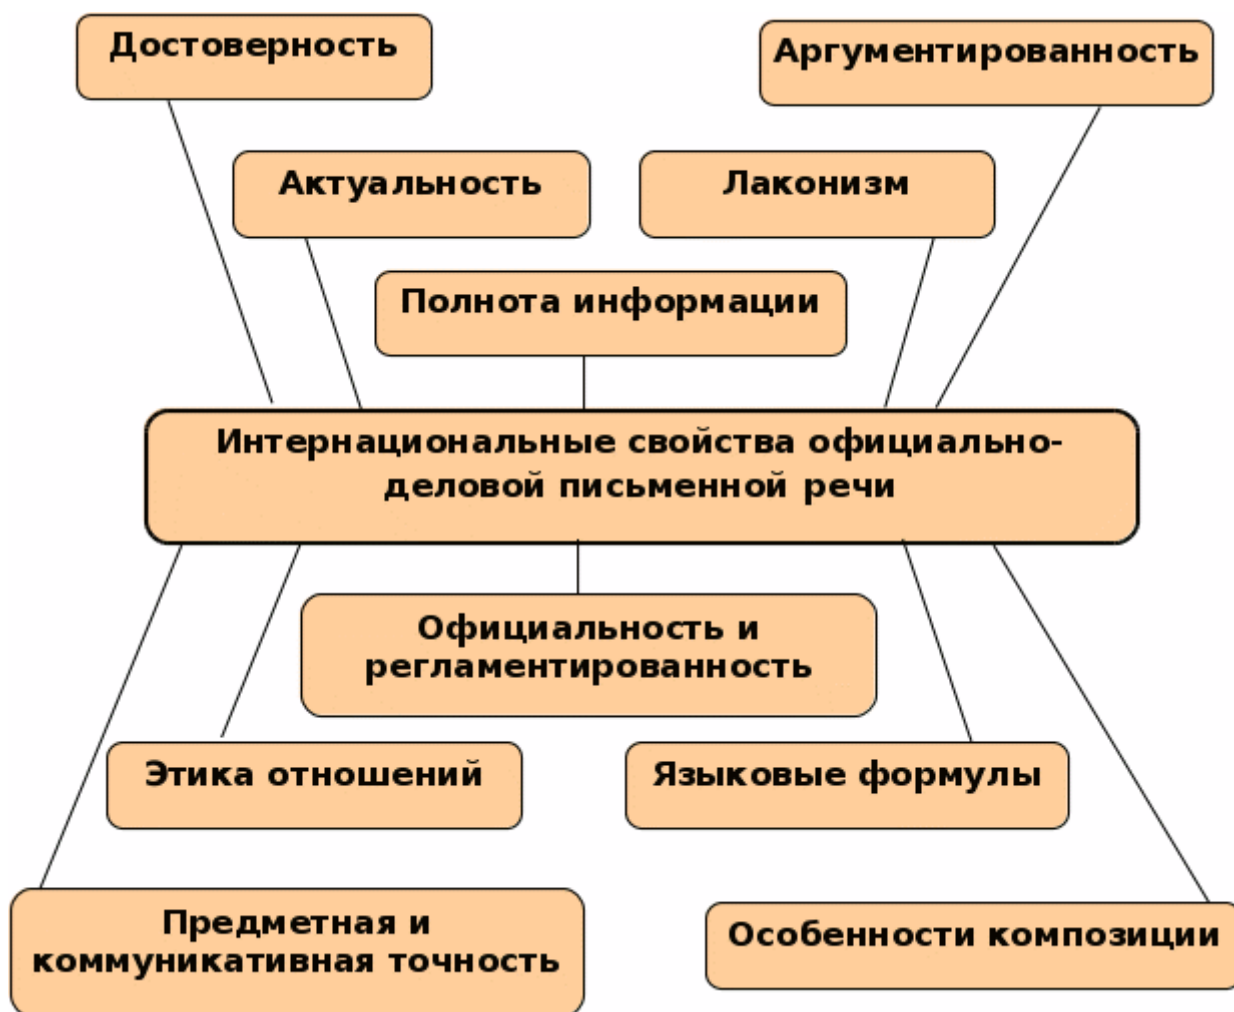 Достоверность
Аргументированность
Актуальность
Лаконизм
Полнота информации
Интернациональные свойства официально-
деловой письменной речи
Официальность и
регламентированность
Этика отношений
Языковые формулы
Предметная и
коммуникативная точность
Особенности композиции